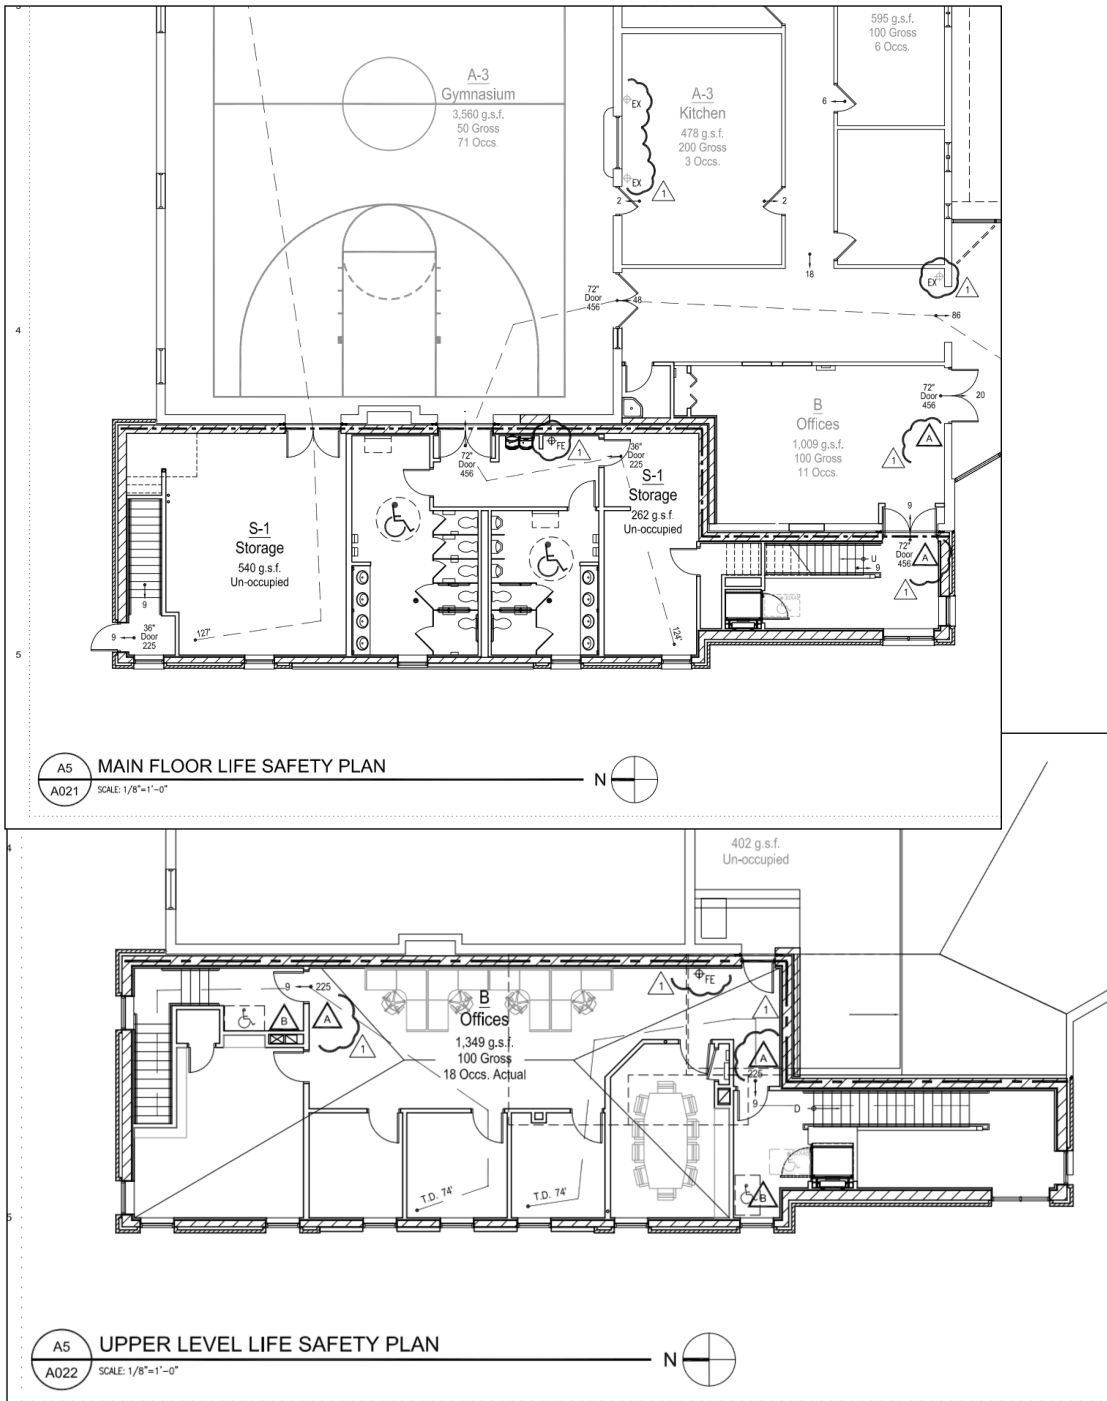 595 g.s.f.
100 Gross
6 Occs.
A-3
Gymnasium
3,560 g.s.f.
50 Gross
71 Occs.
A-3
Kitchen
478 g.s.f.
200 Gross
3 Occs.
EX
EX
1
6
2
2
18
EX
1
72"
Door
456
48
86
4
72"
Door
456
20
B
Offices
1,009 g.s.f.
100 Gross
11 Occs.
A
1
72"
Door
456
FE
1
36"
Door
225
S-1
Storage
262 g.s.f.
Un-occupied
S-1
Storage
540 g.s.f.
Un-occupied
9
72"
Door
456
A
U
9
1
9
9
36"
Door
225
127'
124'
5
A5
A021
MAIN FLOOR LIFE SAFETY PLAN
SCALE: 1/8"=1'-0"
N
4
402 g.s.f.
Un-occupied
9
225
B
A
1
B
Offices
1,349 g.s.f.
100 Gross
18 Occs. Actual
1
FE
1
A
225
9
D
T.D. 74'
T.D. 74'
B
5
A5
A022
UPPER LEVEL LIFE SAFETY PLAN
SCALE: 1/8"=1'-0"
N